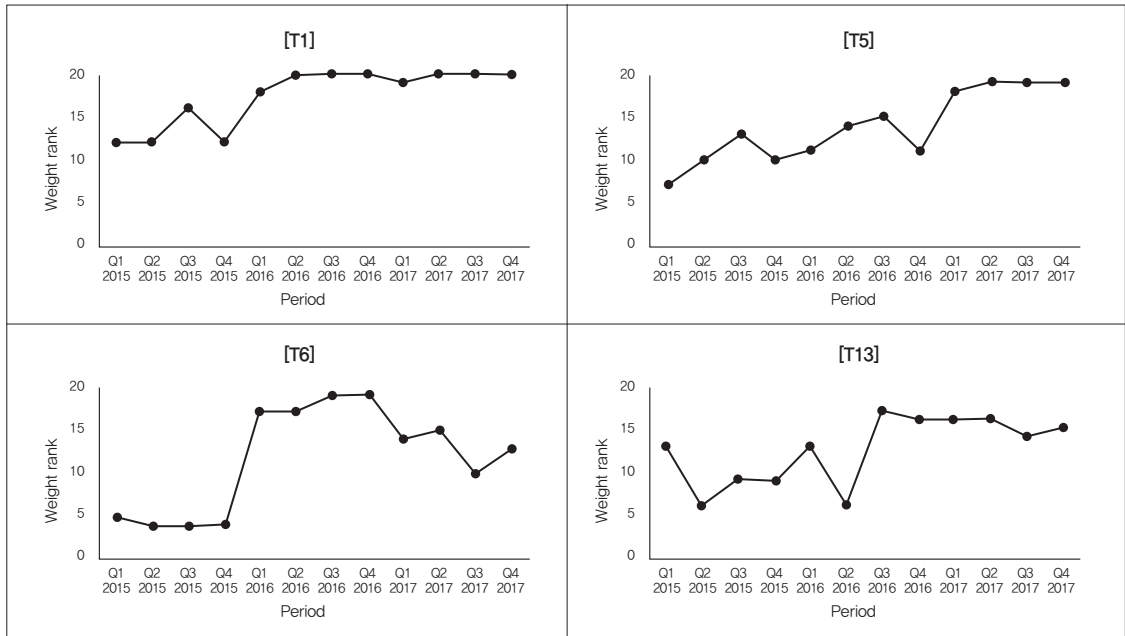 [T1]
Weight rank
20
15
10
5
0
Q1 Q2 Q3 Q4 Q1 Q2 Q3 Q4 Q1 Q2 Q3 Q4
2015 2015 2015 2015 2016 2016 2016 2016 2017 2017 2017 2017
Period
[T5]
Weight rank
20
15
10
5
0
Q1 Q2 Q3 Q4 Q1 Q2 Q3 Q4 Q1 Q2 Q3 Q4
2015 2015 2015 2015 2016 2016 2016 2016 2017 2017 2017 2017
Period
[T6]
Weight rank
20
15
10
5
0
Q1 Q2 Q3 Q4 Q1 Q2 Q3 Q4 Q1 Q2 Q3 Q4
2015 2015 2015 2015 2016 2016 2016 2016 2017 2017 2017 2017
Period
[T13]
Weight rank
20
15
10
5
0
Q1 Q2 Q3 Q4 Q1 Q2 Q3 Q4 Q1 Q2 Q3 Q4
2015 2015 2015 2015 2016 2016 2016 2016 2017 2017 2017 2017
Period